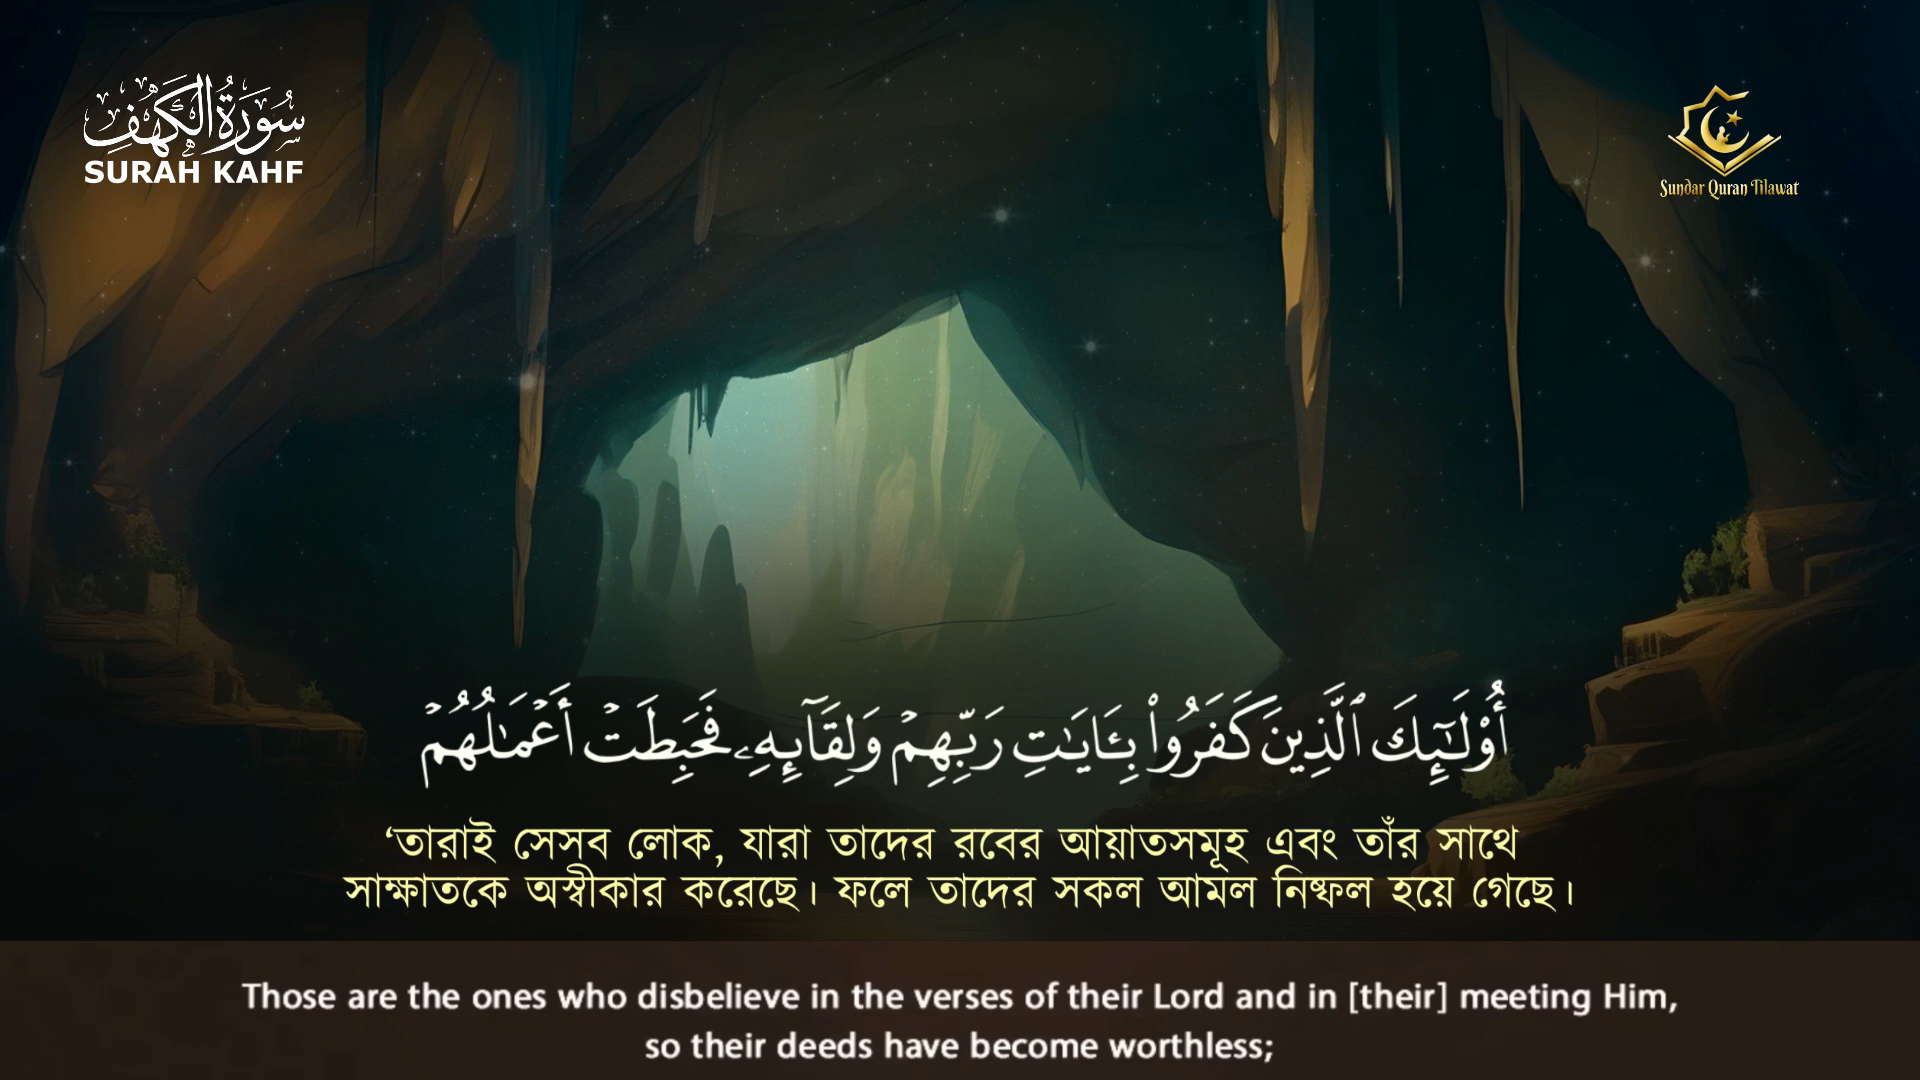 سُورَةُ الْكَهْفِ
SURAH KAHF
Sundar Quran Tilawat
أُوْلَـٰٓئِكَ ٱلَّذِينَ كَفَرُواْ بِـَٔايَـٰتِ رَبِّهِمۡ وَلِقَآئِهِۦ فَحَبِطَتۡ أَعۡمَـٰلُهُمۡ
‘তারাই সেসব লোক, যারা তাদের রবের আয়াতসমূহ এবং তাঁর সাথে
সাক্ষাতকে অস্বীকার করেছে। ফলে তাদের সকল আমল নিষ্ফল হয়ে গেছে।
Those are the ones who disbelieve in the verses of their Lord and in [their] meeting Him,
so their deeds have become worthless;